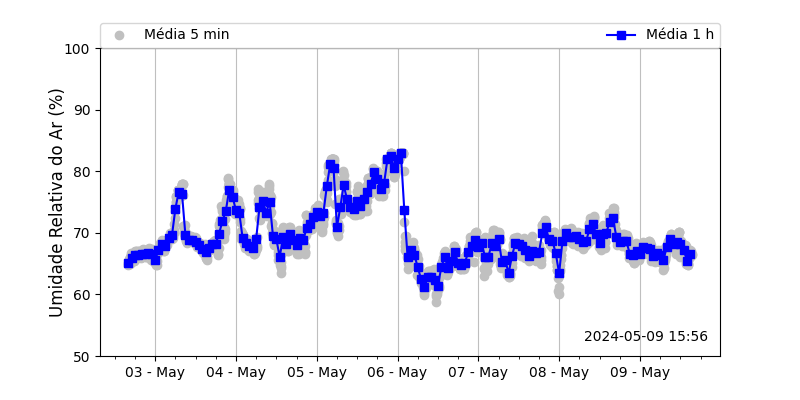 Média 5 min
Média 1 h
Umidade Relativa do Ar (%)
100
90
80
70
60
50
2024-05-09 15:56
03 - May
04 - May
05 - May
06 - May
07 - May
08 - May
09 - May